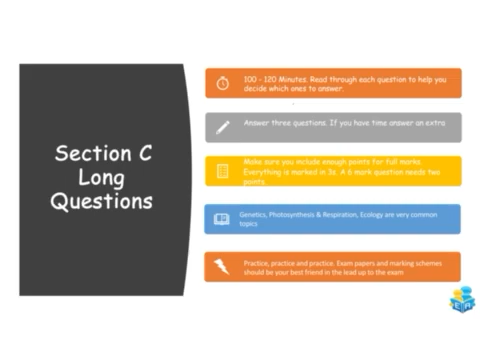 Section C
Long
Questions
100 - 120 Minutes. Read through each question to help you
decide which ones to answer.
Answer three questions. If you have time answer an extra
Make sure you include enough points for full marks
Everything is marked in 3s. A 6 mark question needs two
points.
Genetics, Photosynthesis & Respiration, Ecology are very common
topics
Practice, practice and practice. Exam papers and marking schemes
should be your best friend in the lead up to the exam